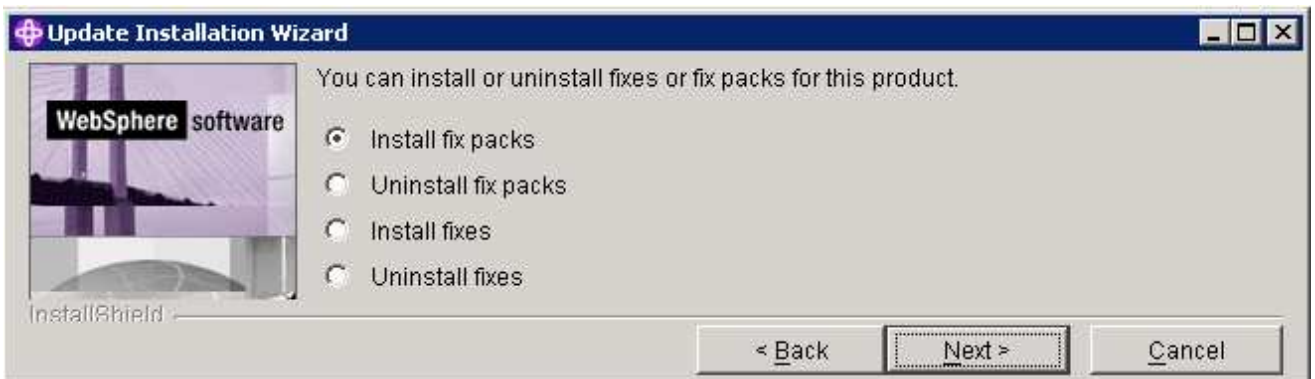 Update Installation Wizard
You can install or uninstall fixes or fix packs for this product.
WebSphere software
Install fix packs
Uninstall fix packs
Install fixes
Uninstall fixes
InstallShield
< Back
Next >
Cancel